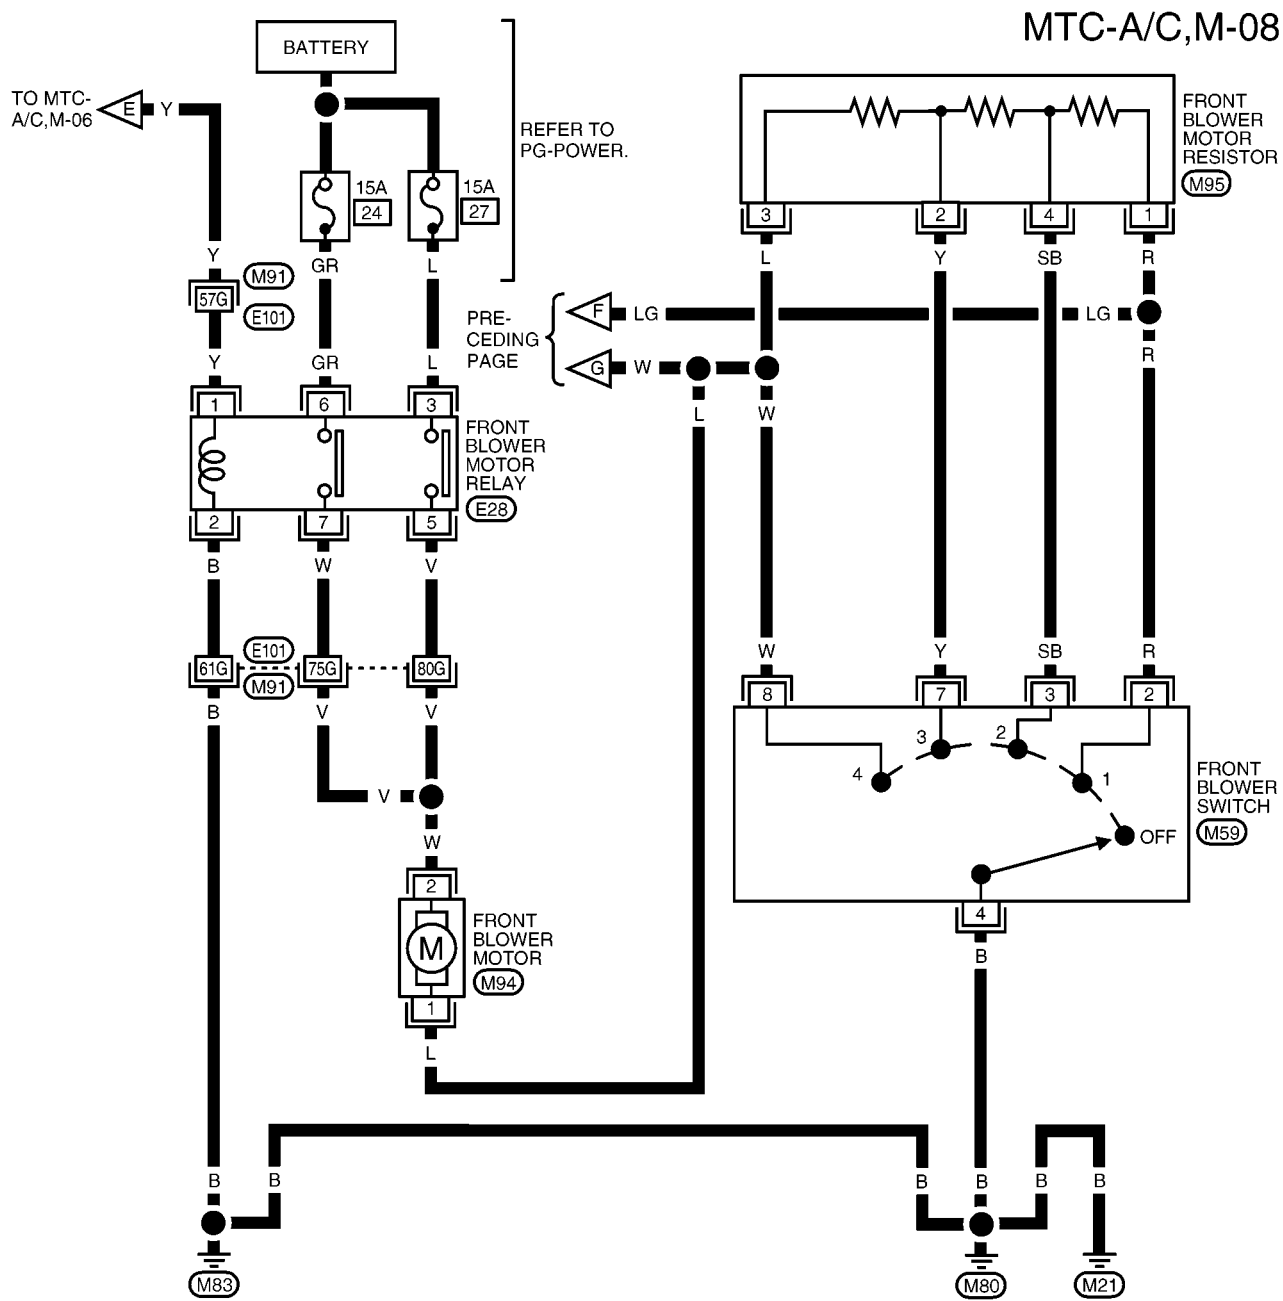 MTC-A/C,M-08
BATTERY
TO MTC-
A/C,M-06
E
Y
REFER TO
PG-POWER.
15A
24
15A
27
FRONT
BLOWER
MOTOR
RESISTOR
M95
3
2
4
1
Y
GR
L
L
Y
SB
R
M91
57G
E101
PRE-
CEDING
PAGE
F
LG
LG
G
W
R
Y
GR
L
L
W
1
6
3
FRONT
BLOWER
MOTOR
RELAY
E28
2
7
5
B
W
V
E101
61G
75G
80G
M91
B
V
V
V
W
W
Y
SB
R
8
7
3
2
3
2
4
1
OFF
FRONT
BLOWER
SWITCH
M59
4
B
2
M
FRONT
BLOWER
MOTOR
M94
1
L
B
B
B
B
B
B
M83
M80
M21